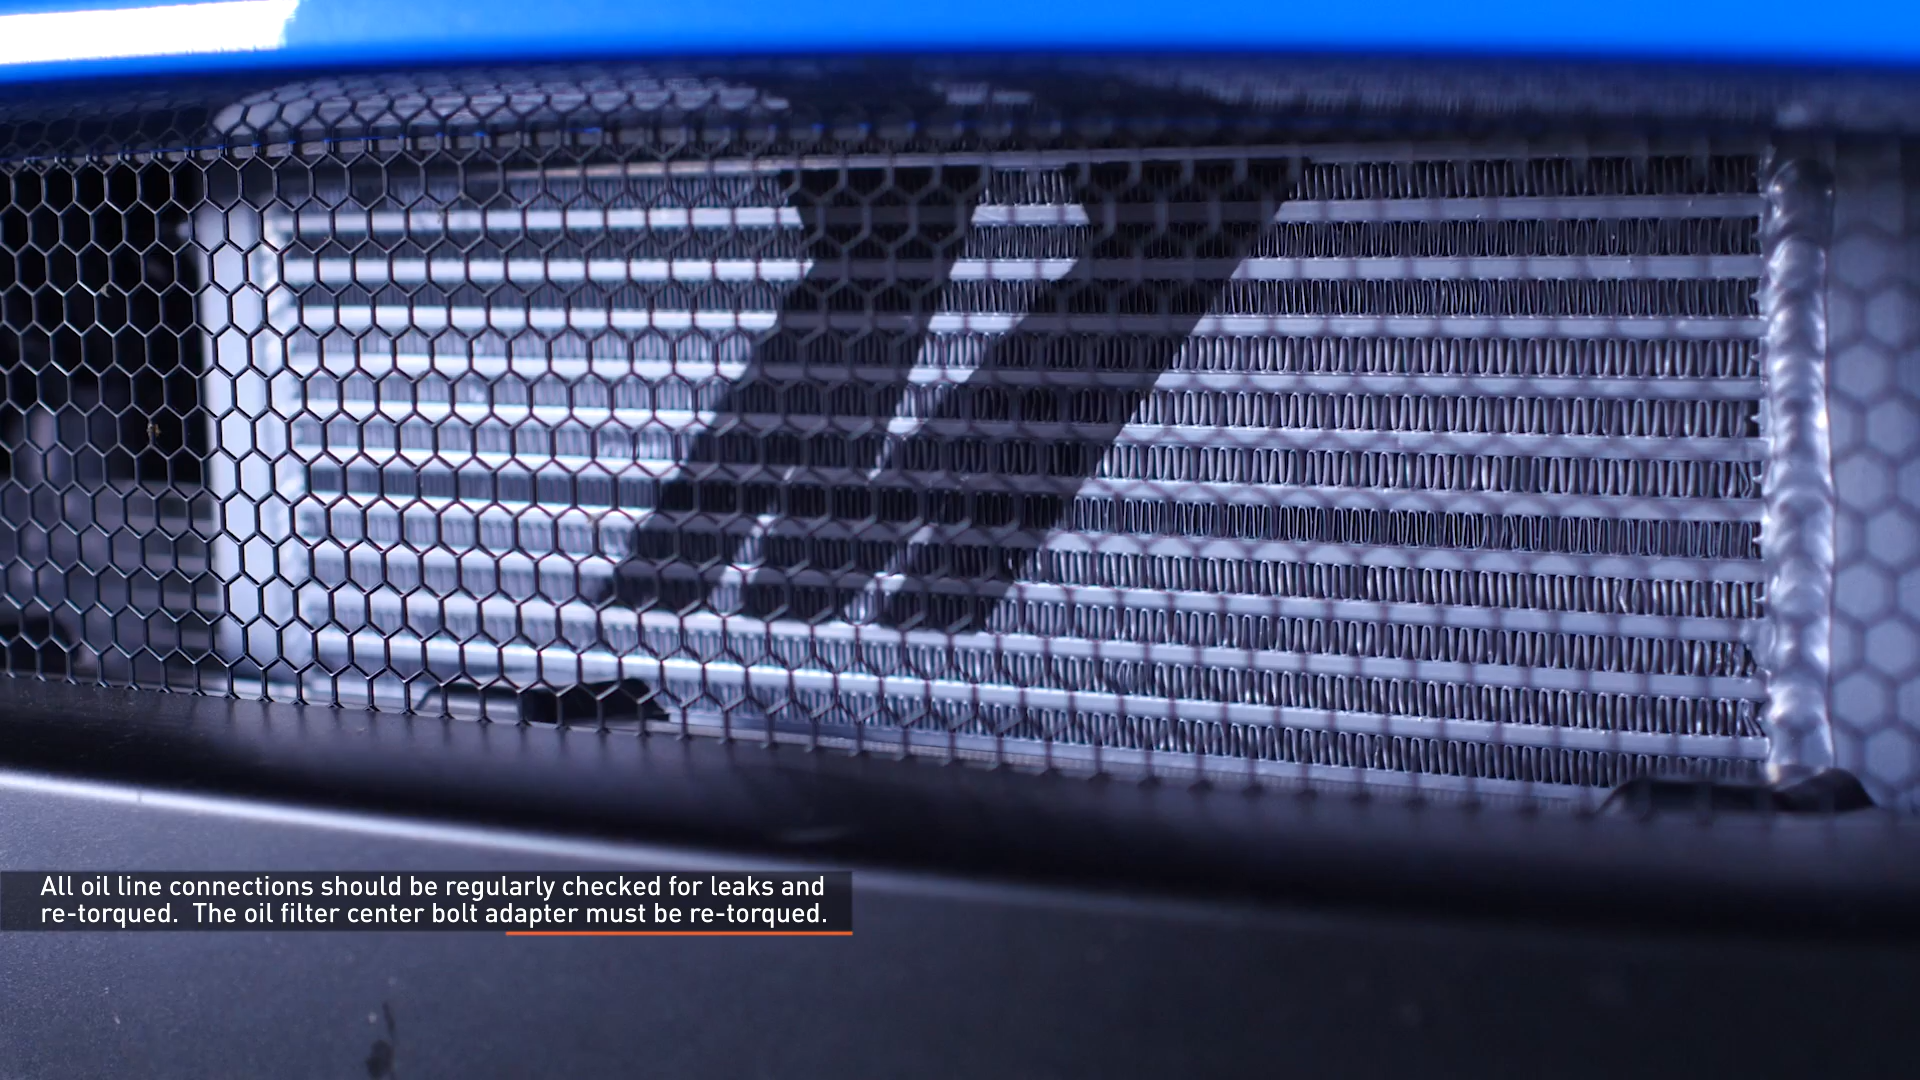 All oil line connections should be regularly checked for leaks and
re-torqued.  The oil filter center bolt adapter must be re-torqued.